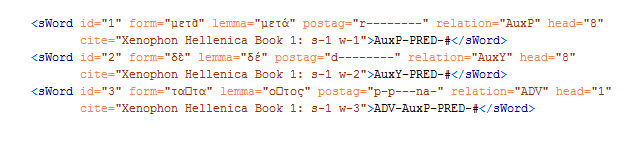 <sWord id="1" form="μετὰ" lemma="μετά" postag="r--------" relation="AuxP" head="8"
cite="Xenophon Hellenica Book 1: s-1 w-1">AuxP-PRED-#</sWord>
<sWord id="2" form="δὲ" lemma="δέ" postag="d--------" relation="AuxY" head="8"
cite="Xenophon Hellenica Book 1: s-1 w-2">AuxY-PRED-#</sWord>
<sWord id="3" form="τα□τα" lemma="ο□τος" postag="p-p---na-" relation="ADV" head="1"
cite="Xenophon Hellenica Book 1: s-1 w-3">ADV-AuxP-PRED-#</sWord>